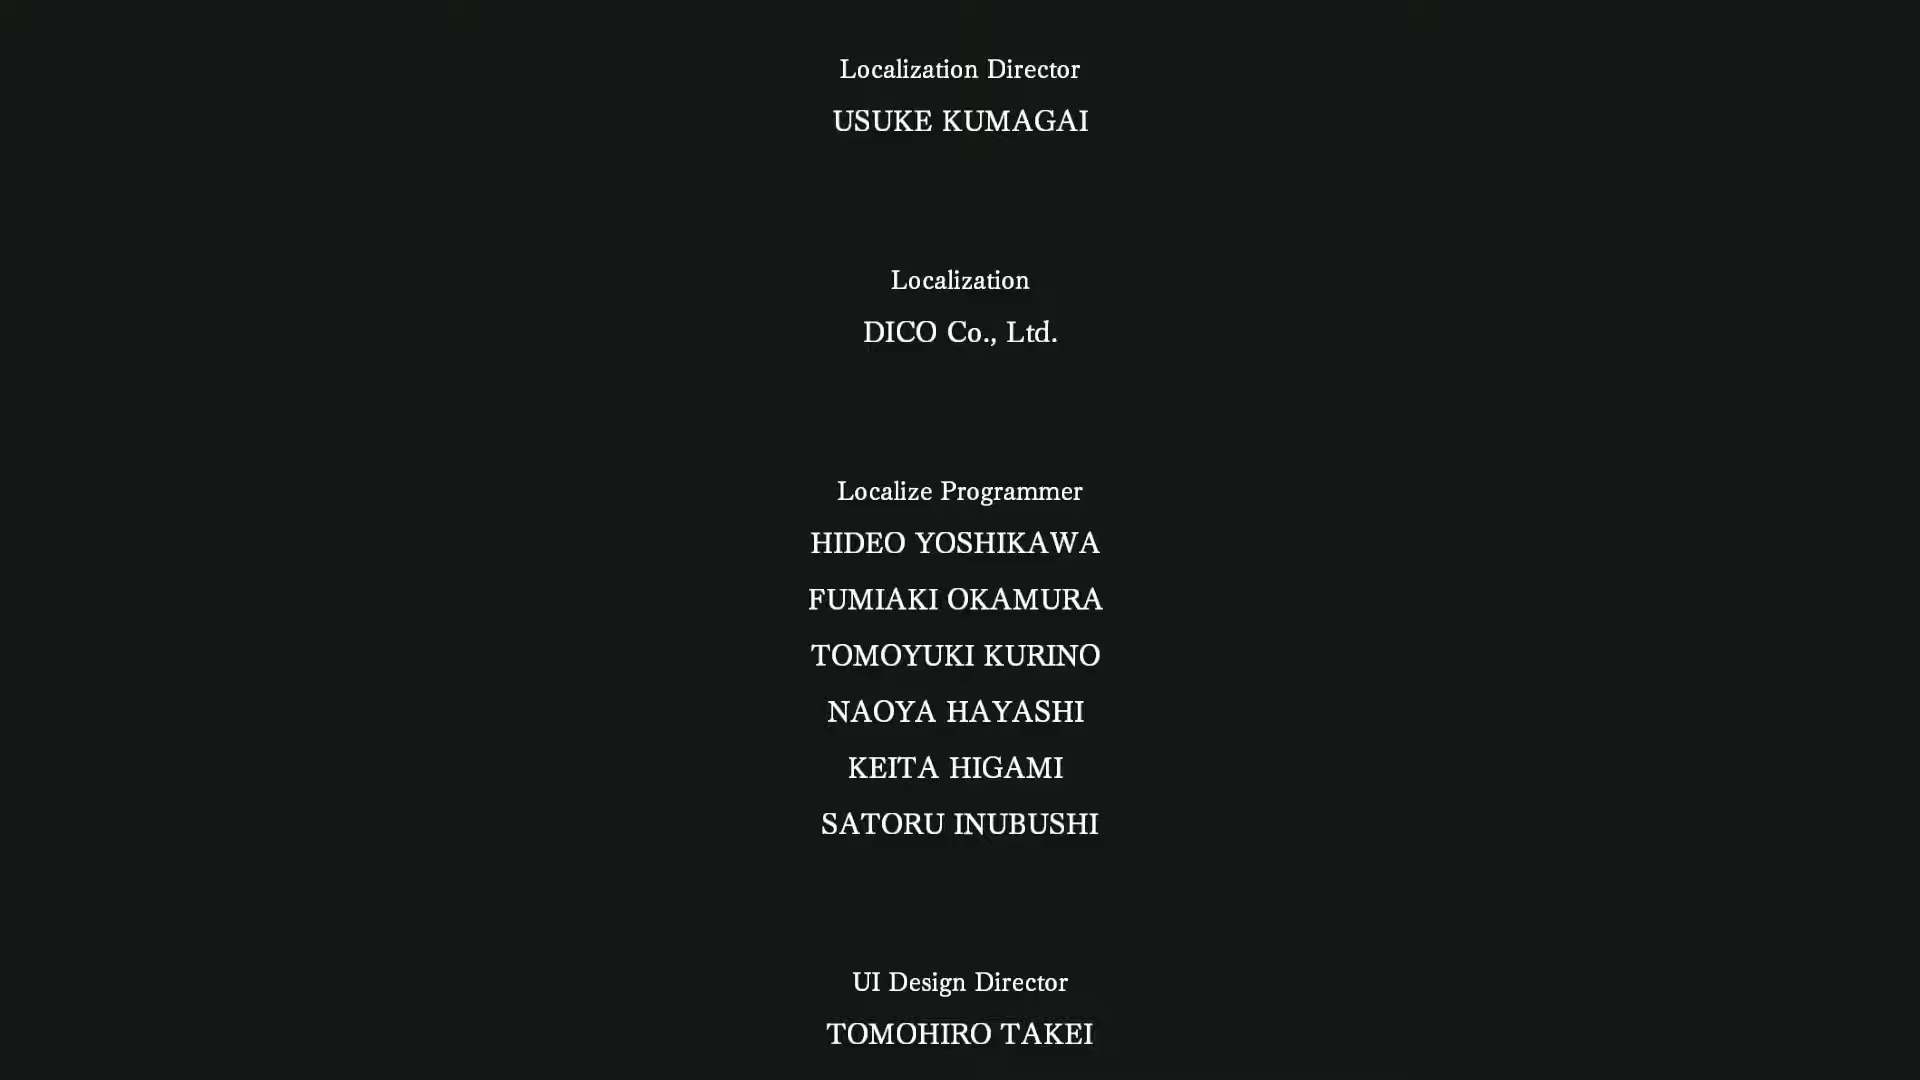 Localization Director
USUKE KUMAGAI
Localization
DICO Co., Ltd.
Localize Programmer
HIDEO YOSHIKAWA
FUMIAKI OKAMURA
TOMOYUKI KURINO
NAOYA HAYASHI
KEITA HIGAMI
SATORU INUBUSHI
UI Design Director
TOMOHIRO TAKEI